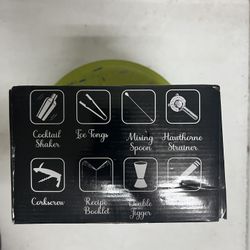 Cocktail Shaker
Ice Tongs
Mixing Spoon
Hawthorne Strainer
Corkscrew
Recipe Booklet
Double Jigger